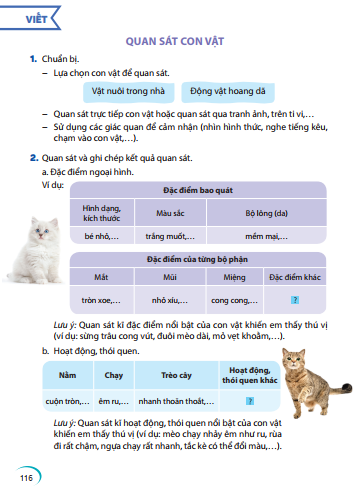 VIẾT
QUAN SÁT CON VẬT
1. Chuẩn bị.
– Lựa chọn con vật để quan sát.
Vật nuôi trong nhà
Động vật hoang dã
– Quan sát trực tiếp con vật hoặc quan sát qua tranh ảnh, trên ti vi,…
– Sử dụng các giác quan để cảm nhận (nhìn hình thức, nghe tiếng kêu,
chạm vào con vật,…).
2. Quan sát và ghi chép kết quả quan sát.
a. Đặc điểm ngoại hình.
Ví dụ:
Đặc điểm bao quát
Hình dạng,
kích thước
Màu sắc
Bộ lông (da)
bé nhỏ,…
trắng muốt,…
mềm mại,…
Đặc điểm của từng bộ phận
Mắt
Mũi
Miệng
Đặc điểm khác
tròn xoe,…
nhỏ xíu,…
cong cong,…
?
Lưu ý: Quan sát kĩ đặc điểm nổi bật của con vật khiến em thấy thú vị
(ví dụ: sừng trâu cong vút, đuôi mèo dài, mỏ vẹt khoằm,…).
b. Hoạt động, thói quen.
Nằm
Chạy
Trèo cây
Hoạt động,
thói quen khác
cuộn tròn,…
êm ru,…
nhanh thoăn thoắt,…
?
Lưu ý: Quan sát kĩ hoạt động, thói quen nổi bật của con vật
khiến em thấy thú vị (ví dụ: mèo chạy nhảy êm như ru, rùa
đi rất chậm, ngựa chạy rất nhanh, tắc kè có thể đổi màu,…).
116